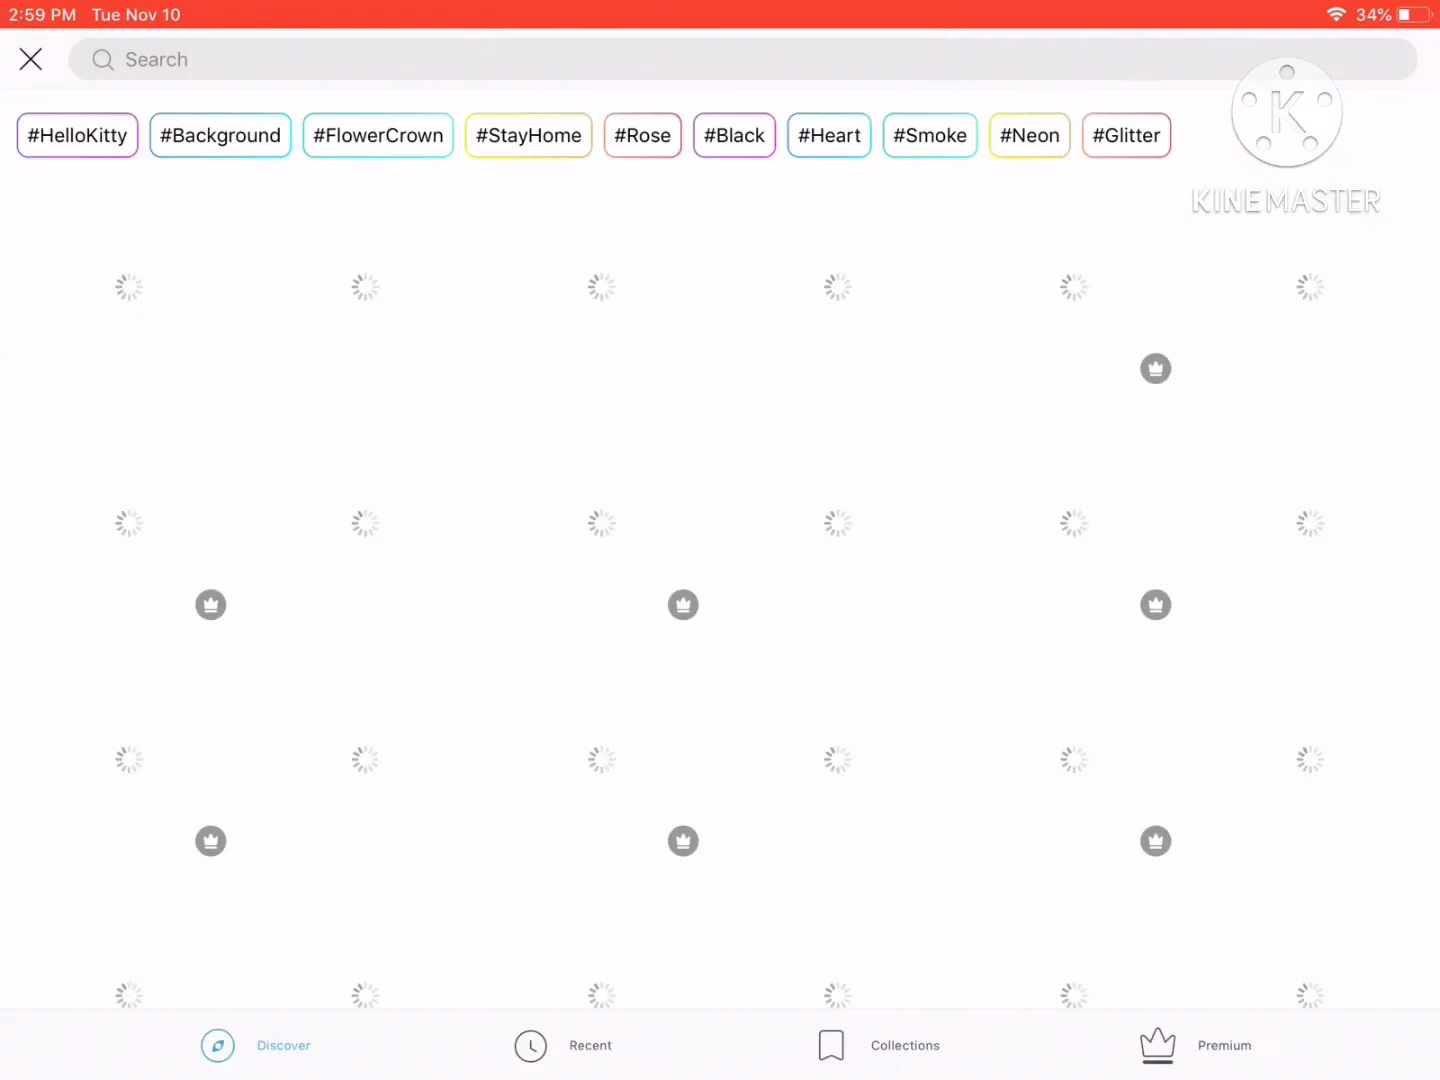 2:59 PM Tue Nov 10 34%
Search
#HelloKitty #Background #FlowerCrown #StayHome #Rose #Black #Heart #Smoke #Neon #Glitter
K
KINEMASTER
Discover Recent Collections Premium